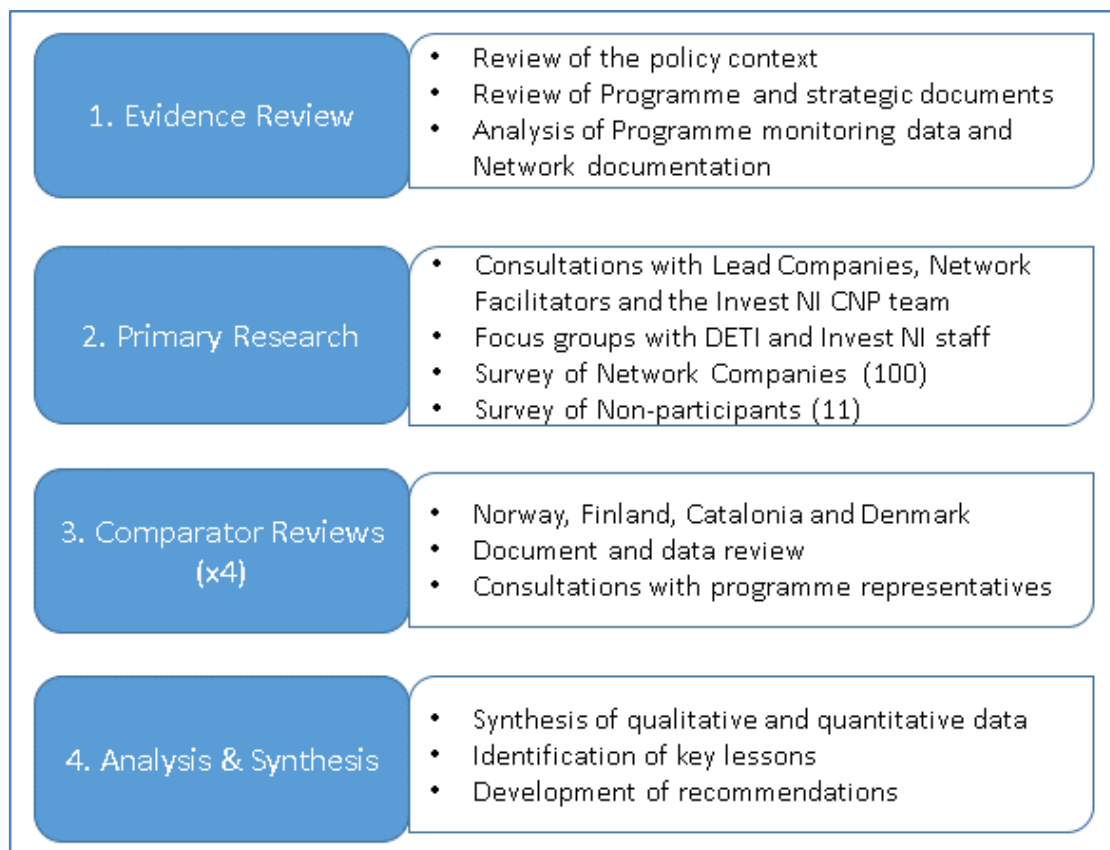 1. Evidence Review
• Review of the policy context
• Review of Programme and strategic documents
• Analysis of Programme monitoring data and
Network documentation
2. Primary Research
• Consultations with Lead Companies, Network
Facilitators and the Invest NI CNP team
• Focus groups with DETI and Invest NI staff
• Survey of Network Companies (100)
• Survey of Non-participants (11)
3. Comparator Reviews
(x4)
• Norway, Finland, Catalonia and Denmark
• Document and data review
• Consultations with programme representatives
4. Analysis & Synthesis
• Synthesis of qualitative and quantitative data
• Identification of key lessons
• Development of recommendations